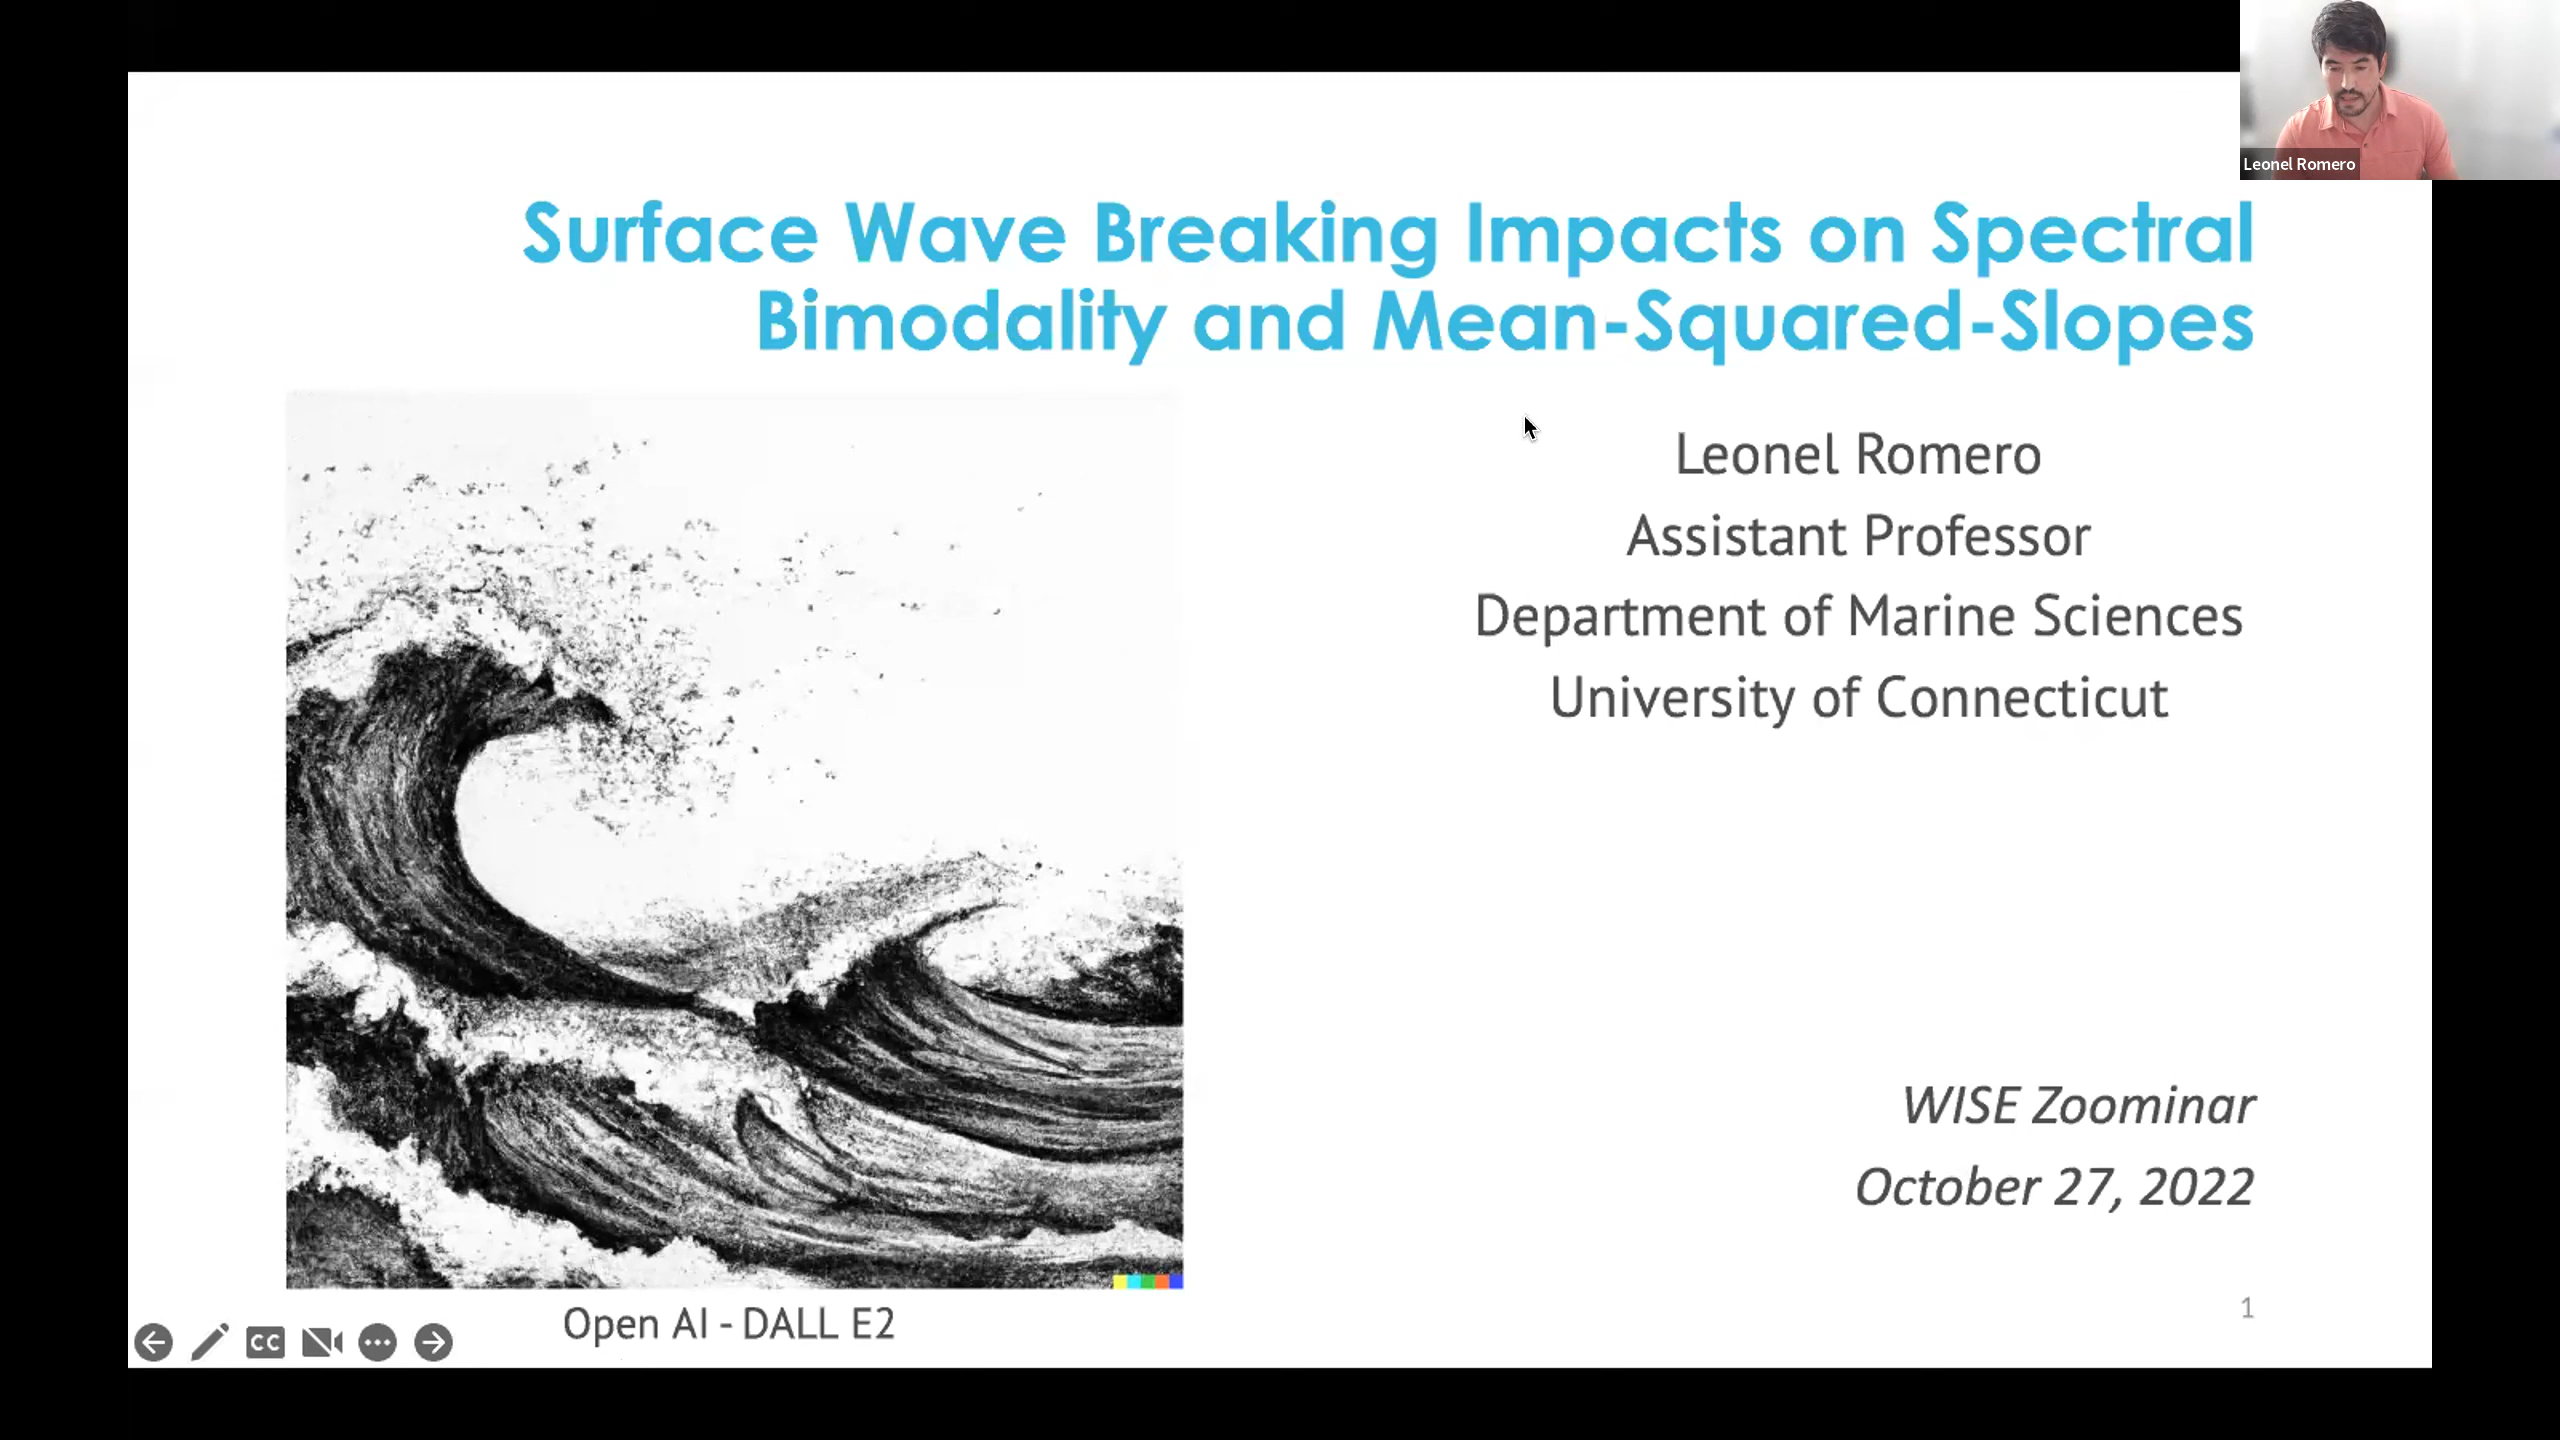 Leonel Romero
Surface Wave Breaking Impacts on Spectral
Bimodality and Mean-Squared-Slopes
Leonel Romero
Assistant Professor
Department of Marine Sciences
University of Connecticut
WISE Zoominar
October 27, 2022
Open AI - DALL E2
CC
1